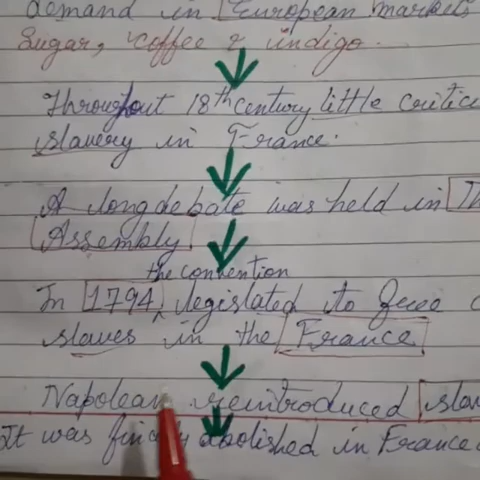 demand in European markets
Sugar, coffee & indigo.
Throughout 18th century little critic
slavery in France.
A long debate was held in Th
Assembly
the convention
In 1794, legislated to free
slaves in the France
Napolean reintroduced slav
It was finally abolished in France